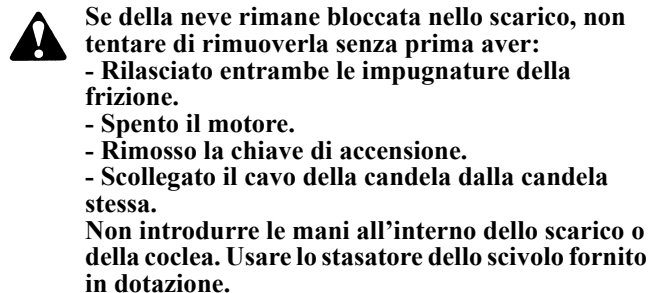 Se della neve rimane bloccata nello scarico, non
tentare di rimuoverla senza prima aver:
- Rilasciato entrambe le impugnature della
frizione.
- Spento il motore.
- Rimosso la chiave di accensione.
- Scollegato il cavo della candela dalla candela
stessa.
Non introdurre le mani all’interno dello scarico o
della coclea. Usare lo stasatore dello scivolo fornito
in dotazione.